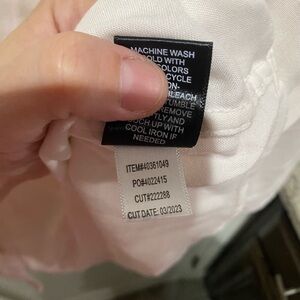 MACHINE WASH
COLD WITH
COLORS
CYCLE
NON-
BLEACH
TUMBLE
REMOVE
AND
UP WITH
COOL IRON IF
NEEDED
ITEM#40361049
PO#4022415
CUT#222288
CUT DATE: 03/2023